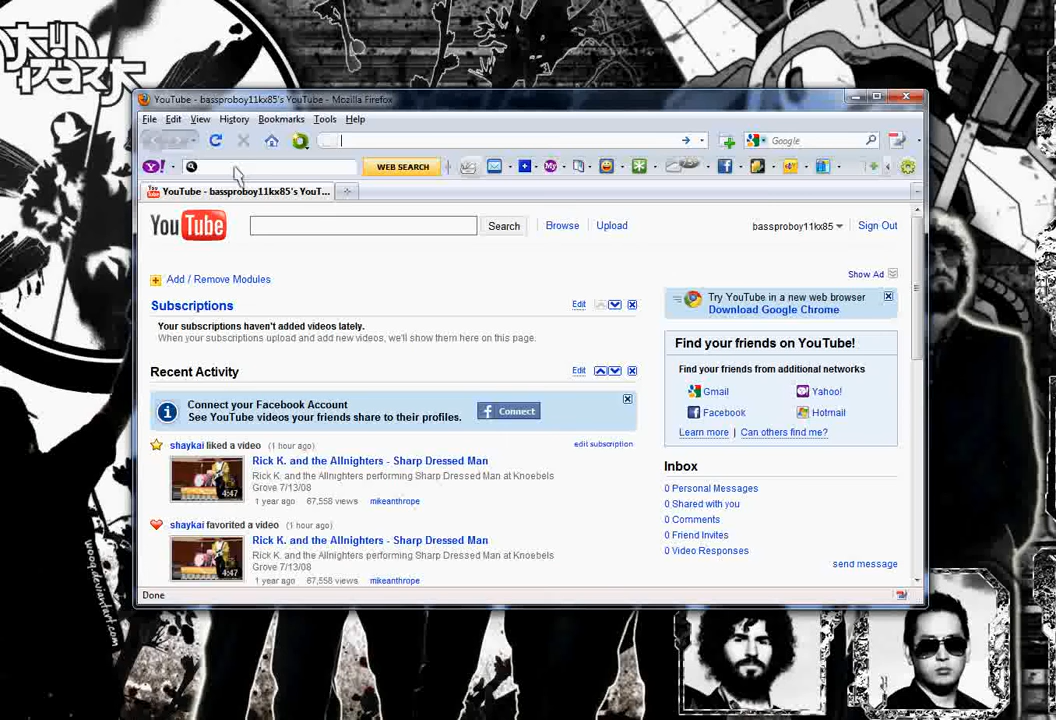 YouTube - bassproboy11kx85's YouTube - Mozilla Firefox
File Edit View History Bookmarks Tools Help
Google
Y! WEB SEARCH
YouTube - bassproboy11kx85's YouT...
YouTube Search Browse Upload bassproboy11kx85 Sign Out
Add / Remove Modules
Show Ad
Subscriptions Edit
Your subscriptions haven't added videos lately.
When your subscriptions upload and add new videos, we'll show them here on this page.
Recent Activity Edit
Connect your Facebook Account
See YouTube videos your friends share to their profiles.
Connect
shaykai liked a video (1 hour ago) edit subscription
Rick K. and the Allnighters - Sharp Dressed Man
Rick K. and the Allnighters performing Sharp Dressed Man at Knoebels
Grove 7/13/08
4:47
1 year ago 67,558 views mikeanthrope
shaykai favorited a video (1 hour ago)
Rick K. and the Allnighters - Sharp Dressed Man
Rick K. and the Allnighters performing Sharp Dressed Man at Knoebels
Grove 7/13/08
4:47
1 year ago 67,558 views mikeanthrope
Try YouTube in a new web browser
Download Google Chrome
Find your friends on YouTube!
Find your friends from additional networks
Gmail Yahoo!
Facebook Hotmail
Learn more | Can others find me?
Inbox
0 Personal Messages
0 Shared with you
0 Comments
0 Friend Invites
0 Video Responses
send message
Done
wooq.deviantart.com